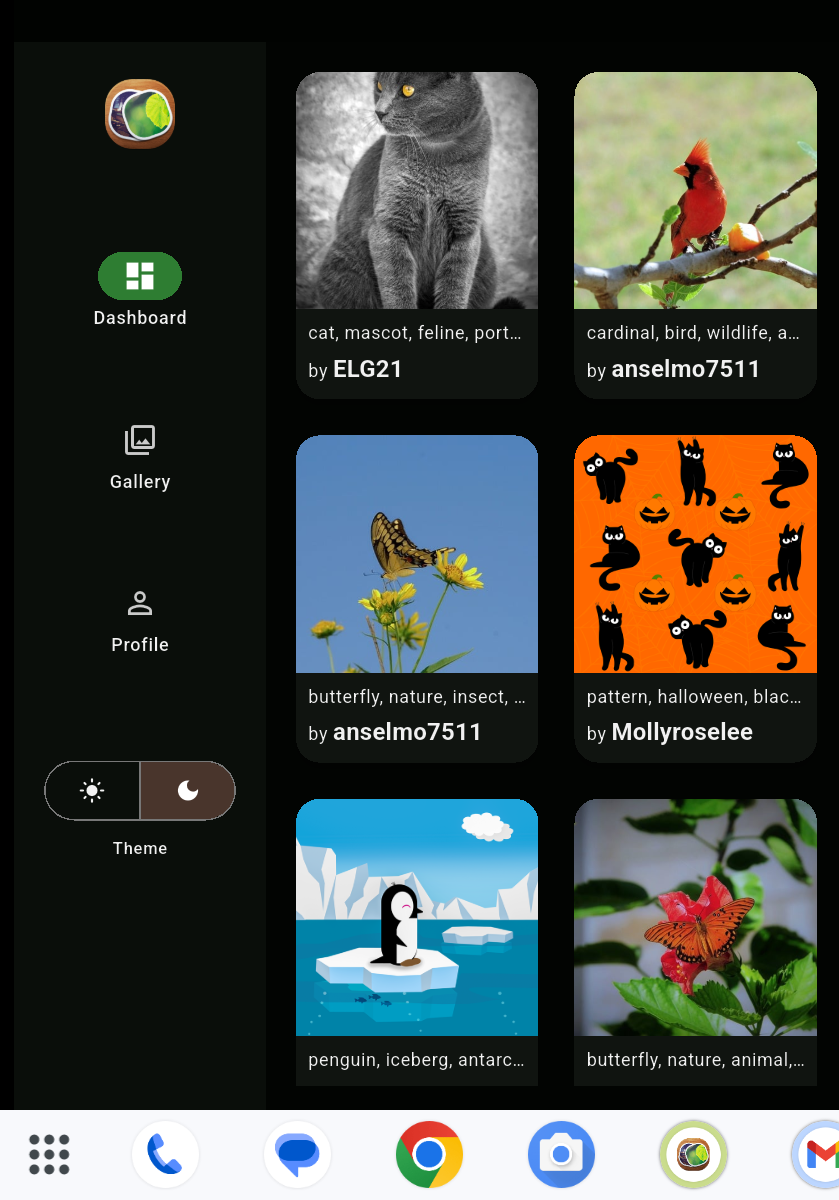 Dashboard
Gallery
Profile
Theme
cat, mascot, feline, port…
by ELG21
cardinal, bird, wildlife, a…
by anselmo7511
butterfly, nature, insect, …
by anselmo7511
pattern, halloween, blac…
by Mollyroselee
penguin, iceberg, antarc…
butterfly, nature, animal,…